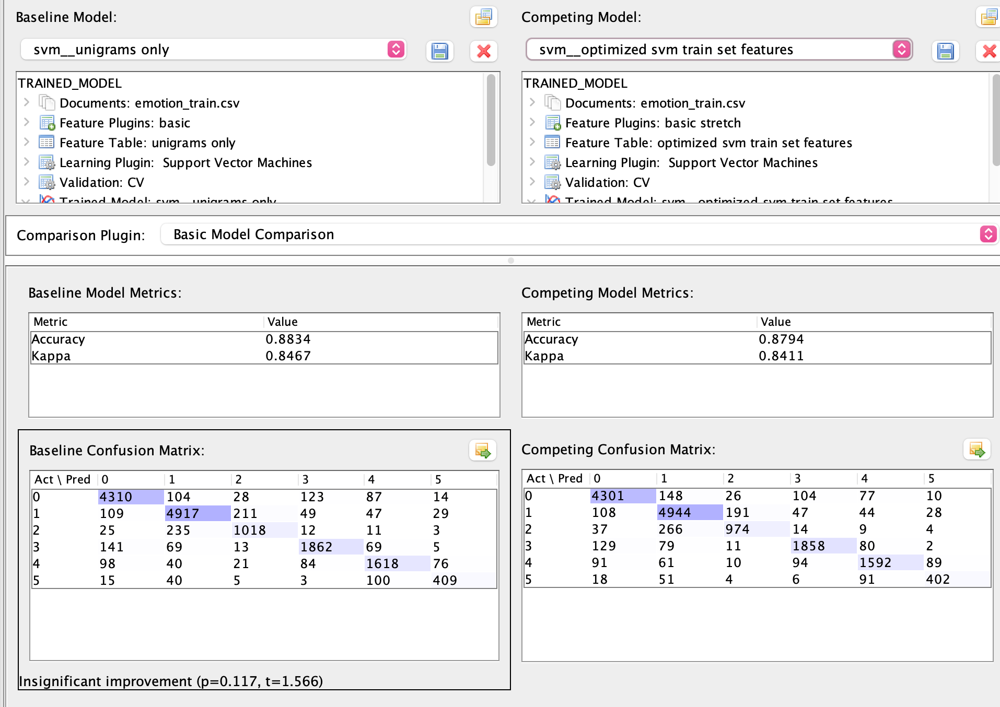 Baseline Model:
svm__unigrams only
TRAINED_MODEL
Documents: emotion_train.csv
Feature Plugins: basic
Feature Table: unigrams only
Learning Plugin:  Support Vector Machines
Validation: CV
Trained Model: svm__unigrams only
Competing Model:
svm__optimized svm train set features
TRAINED_MODEL
Documents: emotion_train.csv
Feature Plugins: basic stretch
Feature Table: optimized svm train set features
Learning Plugin:  Support Vector Machines
Validation: CV
Trained Model: svm__optimized svm train set features
Comparison Plugin: Basic Model Comparison
Baseline Model Metrics:
Metric Value
Accuracy 0.8834
Kappa 0.8467
Competing Model Metrics:
Metric Value
Accuracy 0.8794
Kappa 0.8411
Baseline Confusion Matrix:
Act \ Pred 0 1 2 3 4 5
0 4310 104 28 123 87 14
1 109 4917 211 49 47 29
2 25 235 1018 12 11 3
3 141 69 13 1862 69 5
4 98 40 21 84 1618 76
5 15 40 5 3 100 409
Insignificant improvement (p=0.117, t=1.566)
Competing Confusion Matrix:
Act \ Pred 0 1 2 3 4 5
0 4301 148 26 104 77 10
1 108 4944 191 47 44 28
2 37 266 974 14 9 4
3 129 79 11 1858 80 2
4 91 61 10 94 1592 89
5 18 51 4 6 91 402